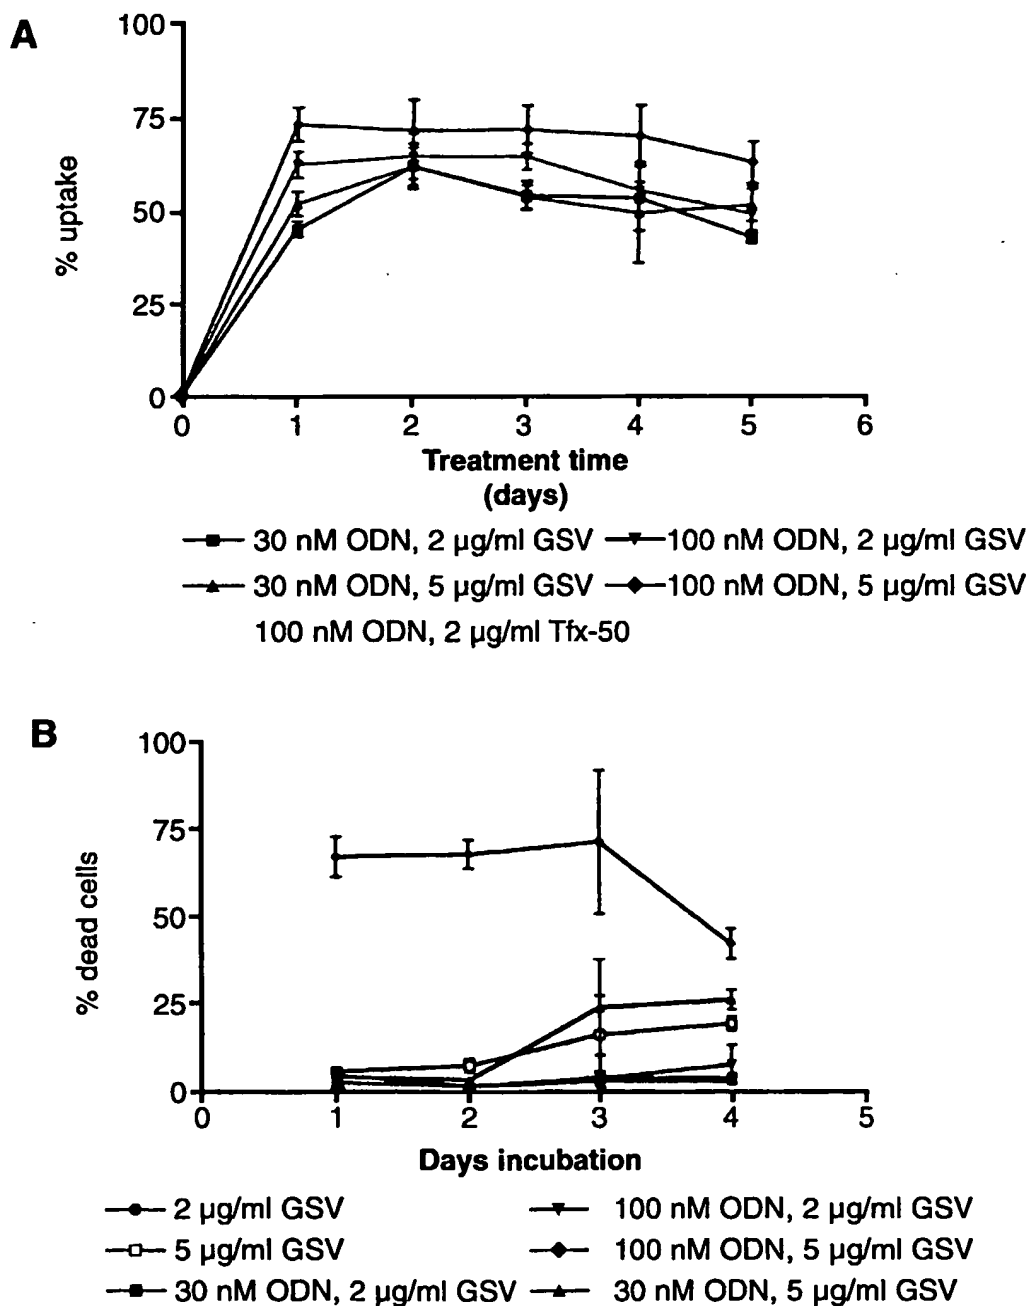 A
100
75
50
25
0
% uptake
0 1 2 3 4 5 6
Treatment time
(days)
30 nM ODN, 2 µg/ml GSV 100 nM ODN, 2 µg/ml GSV
30 nM ODN, 5 µg/ml GSV 100 nM ODN, 5 µg/ml GSV
100 nM ODN, 2 µg/ml Tfx-50
B
100
75
50
25
0
% dead cells
0 1 2 3 4 5
Days incubation
2 µg/ml GSV 100 nM ODN, 2 µg/ml GSV
5 µg/ml GSV 100 nM ODN, 5 µg/ml GSV
30 nM ODN, 2 µg/ml GSV 30 nM ODN, 5 µg/ml GSV